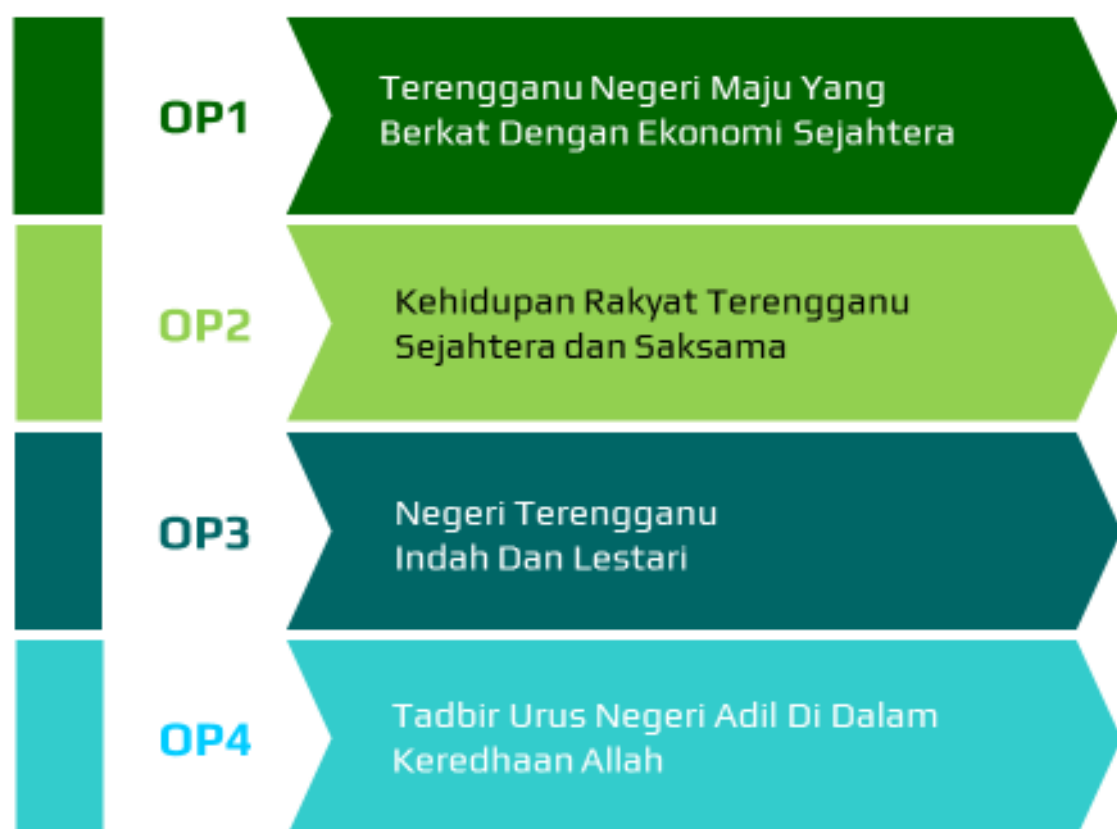 OP1
Terengganu Negeri Maju Yang
Berkat Dengan Ekonomi Sejahtera
OP2
Kehidupan Rakyat Terengganu
Sejahtera dan Saksama
OP3
Negeri Terengganu
Indah Dan Lestari
OP4
Tadbir Urus Negeri Adil Di Dalam
Keredhaan Allah